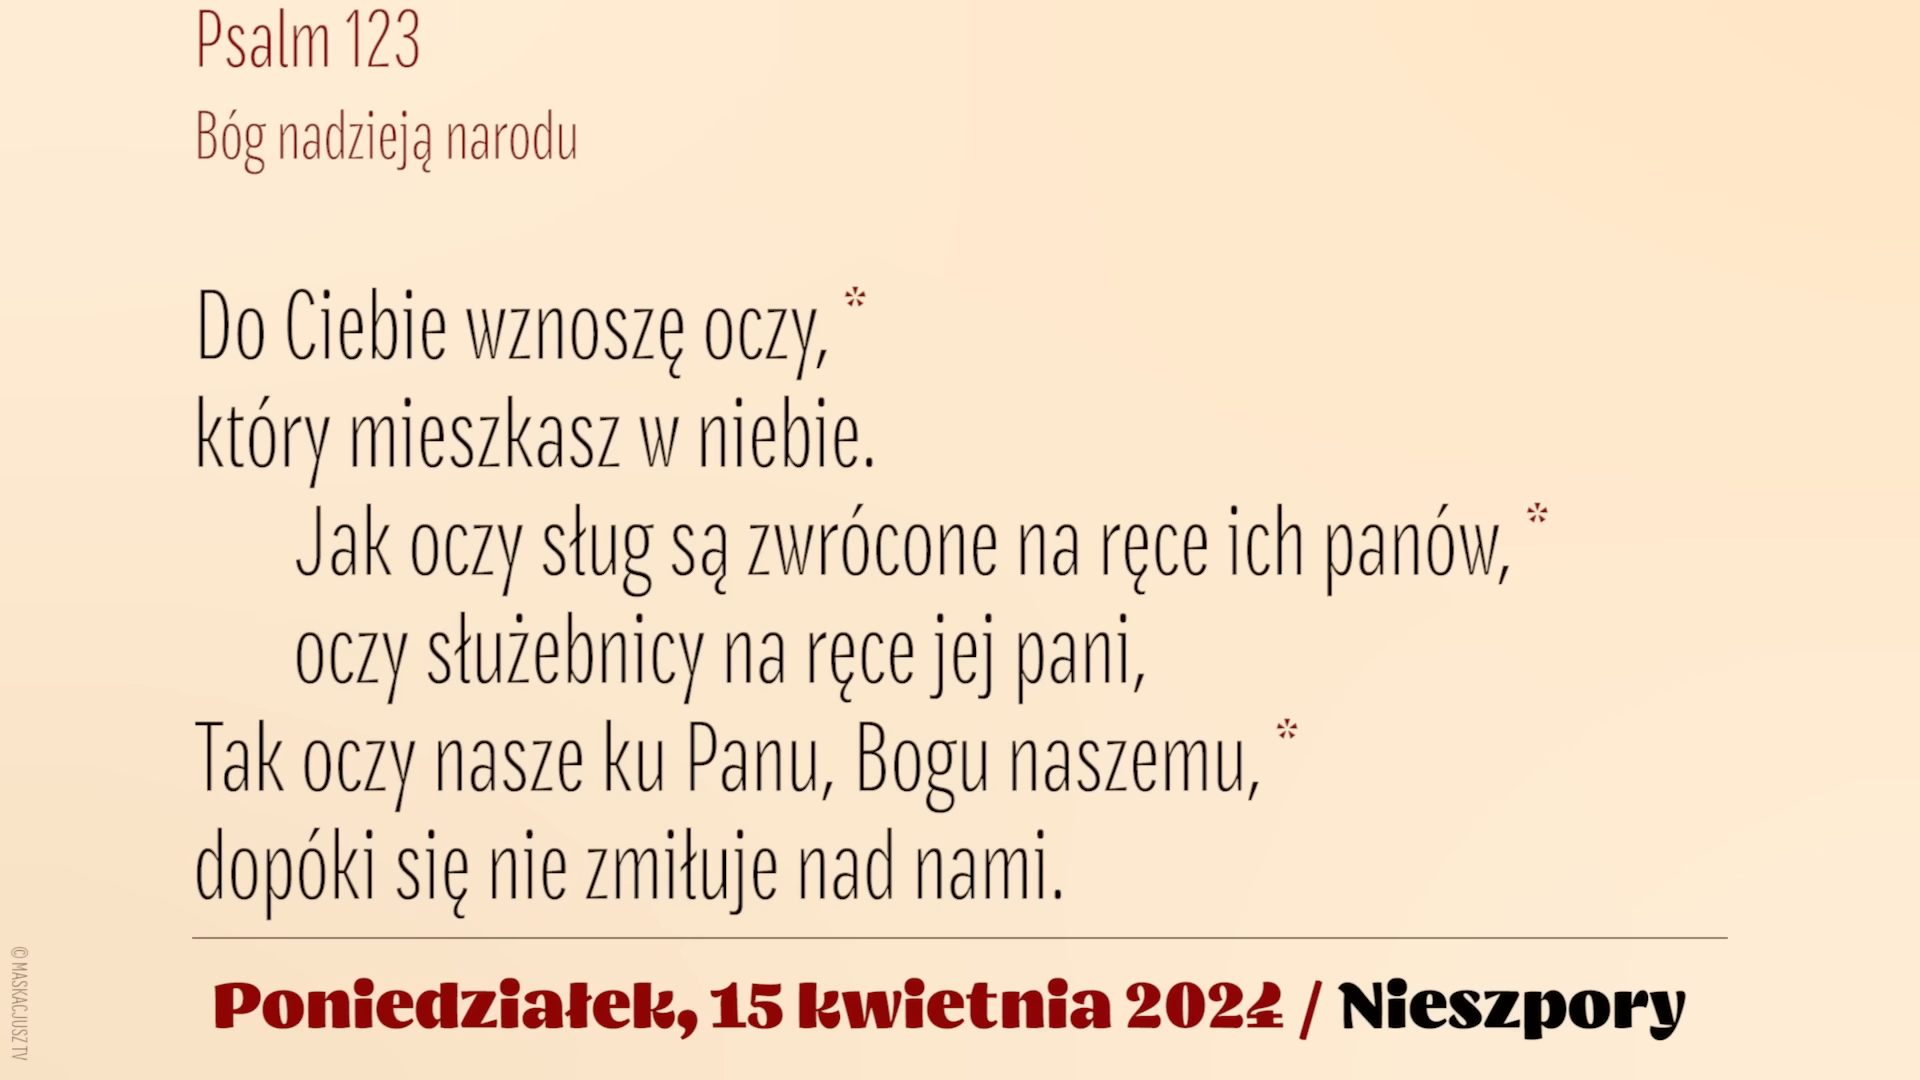 Psalm 123
Bóg nadzieją narodu
Do Ciebie wznoszę oczy, *
który mieszkasz w niebie.
Jak oczy sług są zwrócone na ręce ich panów, *
oczy służebnicy na ręce jej pani,
Tak oczy nasze ku Panu, Bogu naszemu, *
dopóki się nie zmiłuje nad nami.
Poniedziałek, 15 kwietnia 2024 / Nieszpory
© MASKACJUSZ TV